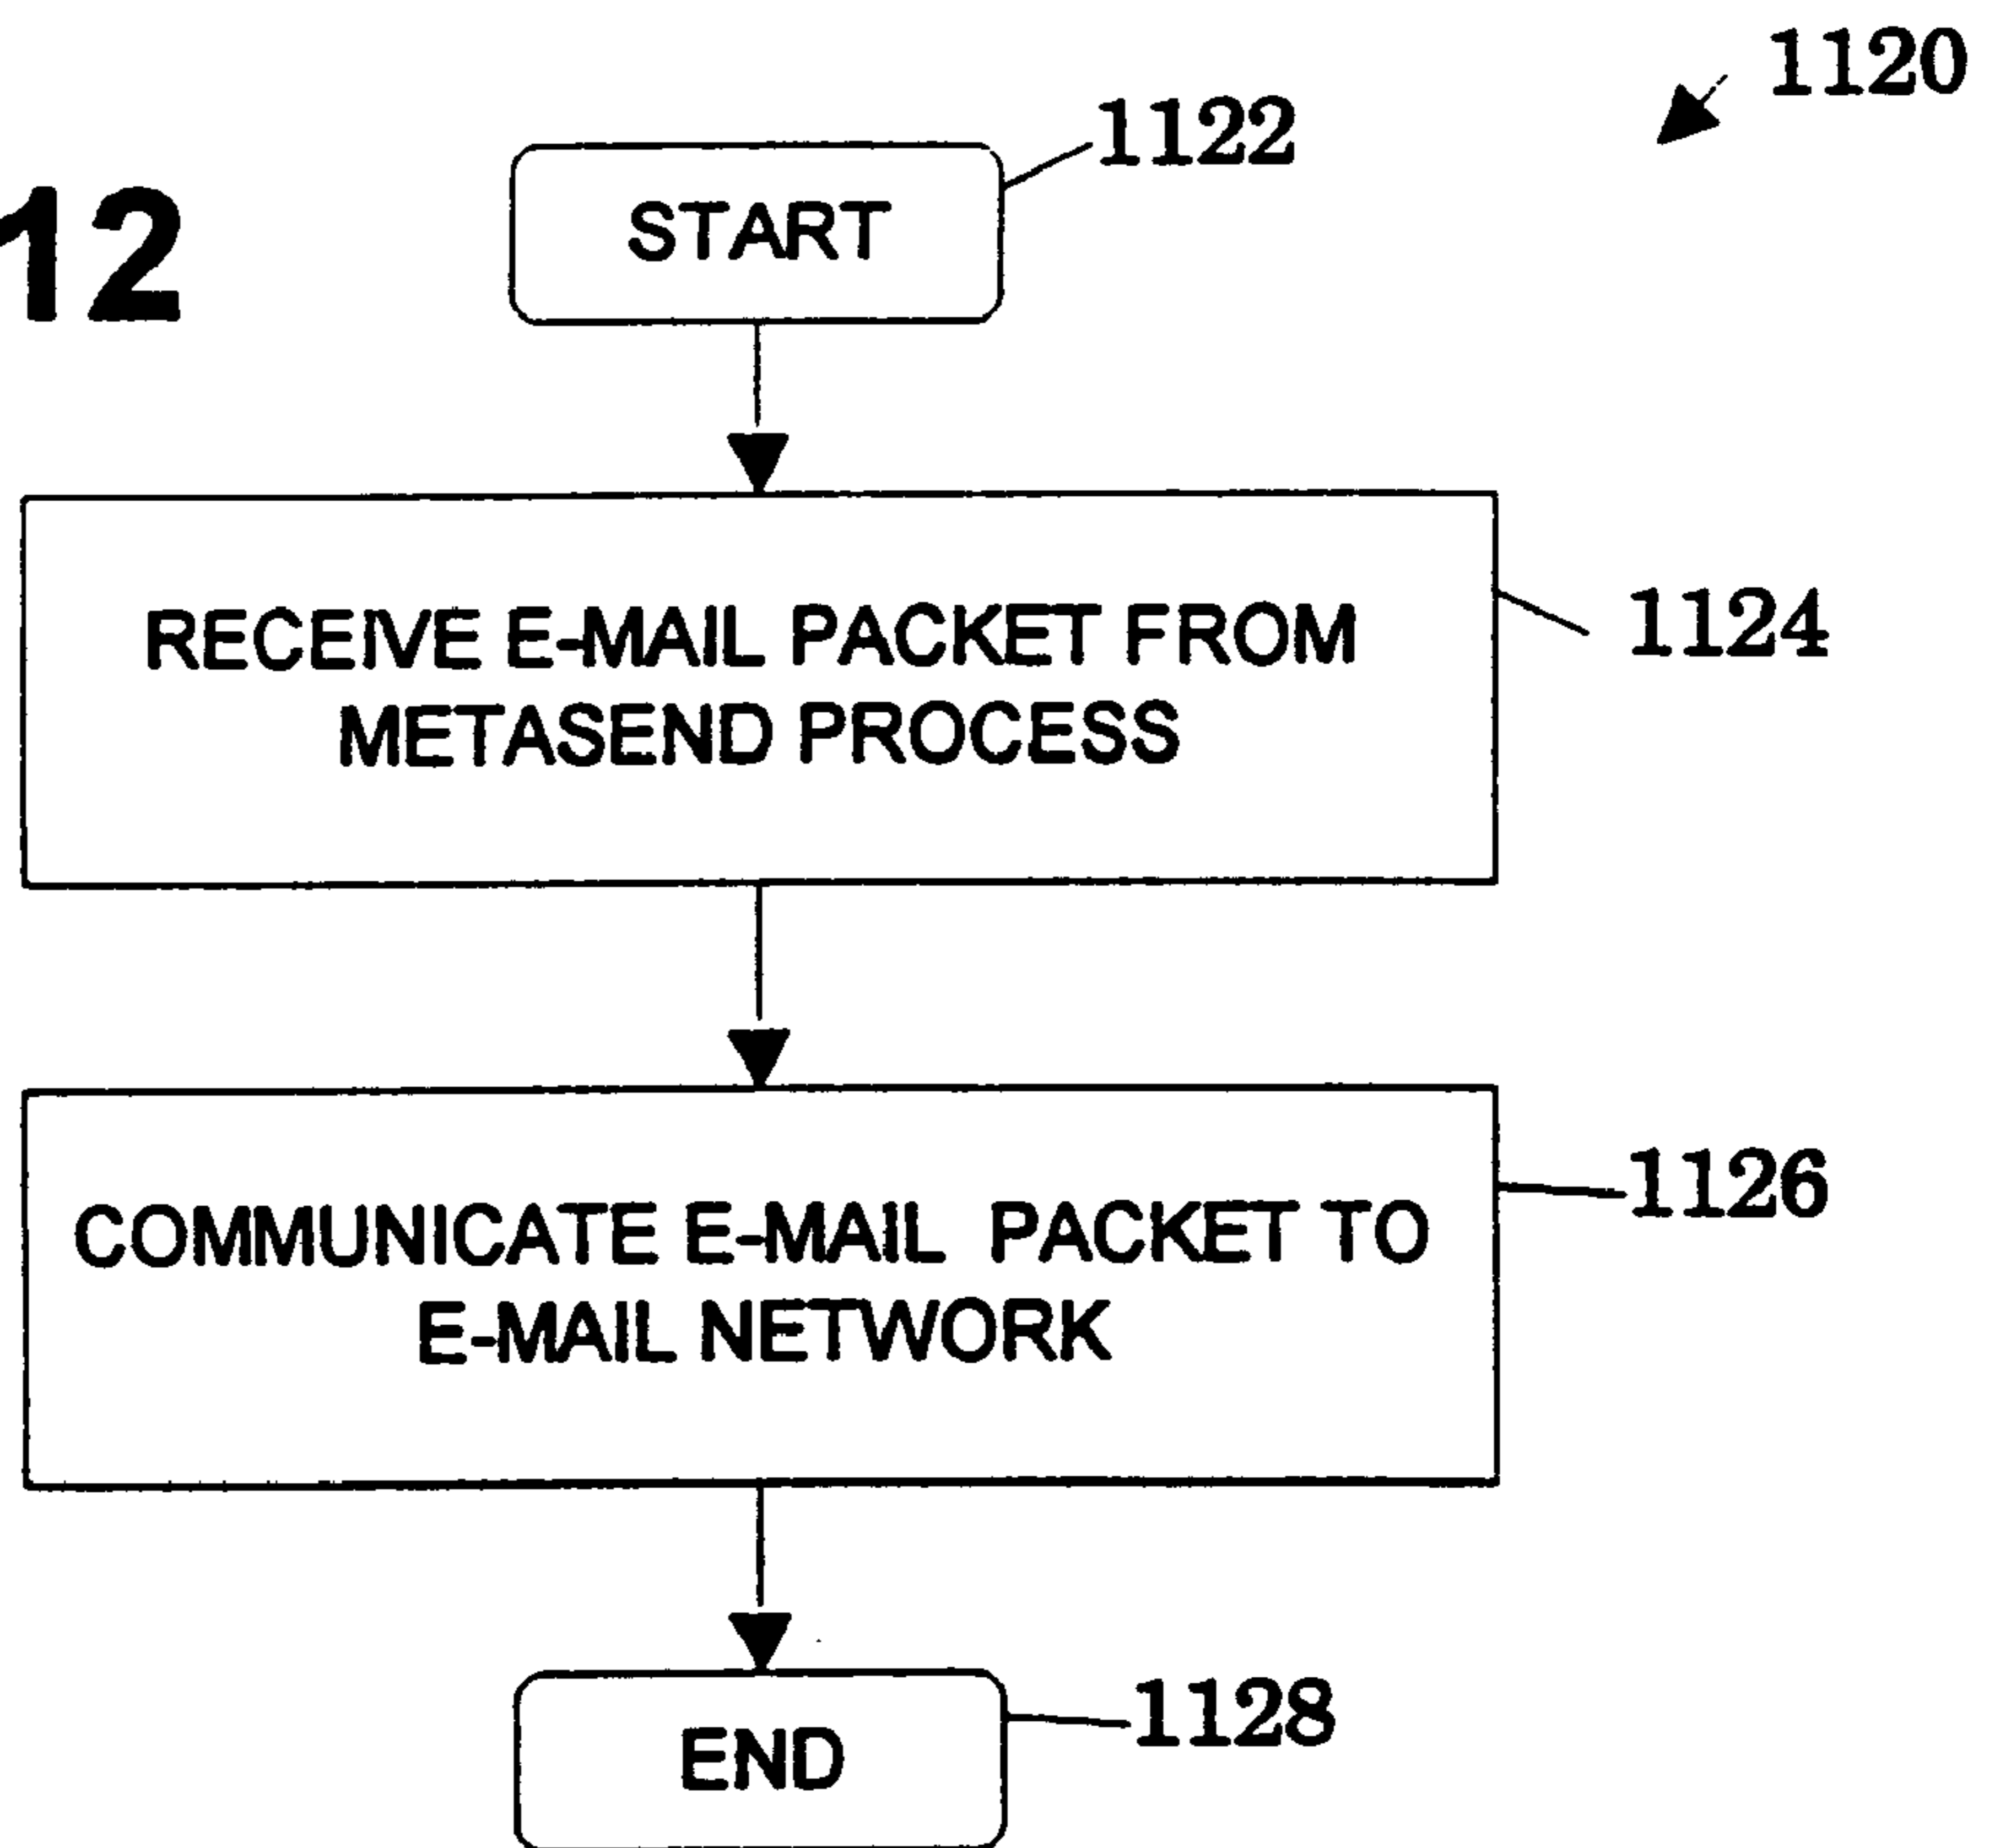 1120
1122
12
START
RECEIVE E-MAIL PACKET FROM
METASEND PROCESS
1124
COMMUNICATE E-MAIL PACKET TO
E-MAIL NETWORK
1126
END
1128